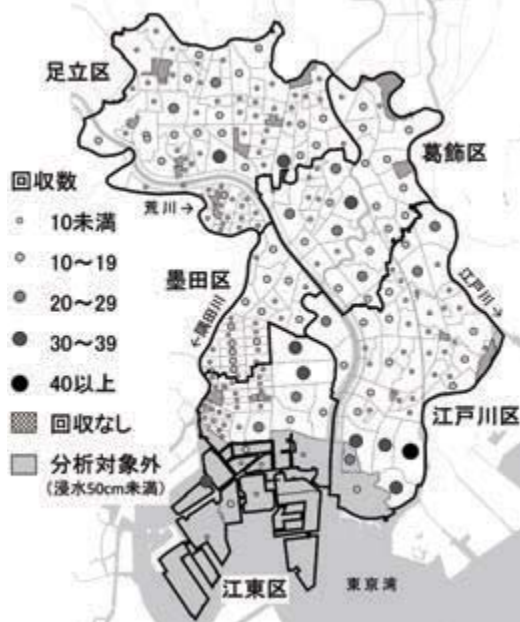 足立区
葛飾区
回収数
10未満
10～19
20～29
30～39
40以上
回収なし
分析対象外
（浸水50cm未満）
荒川→
墨田区
←隅田川
江戸川→
江戸川区
江東区
東京湾